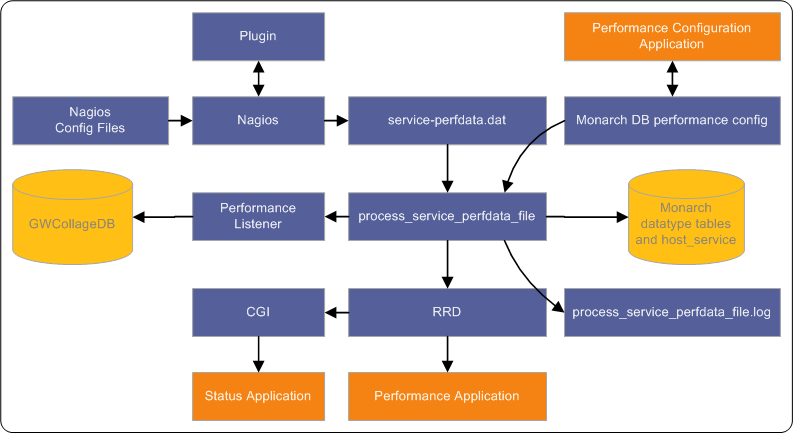 Plugin
Performance Configuration
Application
Nagios
Config Files
Nagios
service-perfdata.dat
Monarch DB performance config
GWCollageDB
Performance
Listener
process_service_perfdata_file
Monarch
datatype tables
and host_service
CGI
RRD
process_service_perfdata_file.log
Status Application
Performance Application